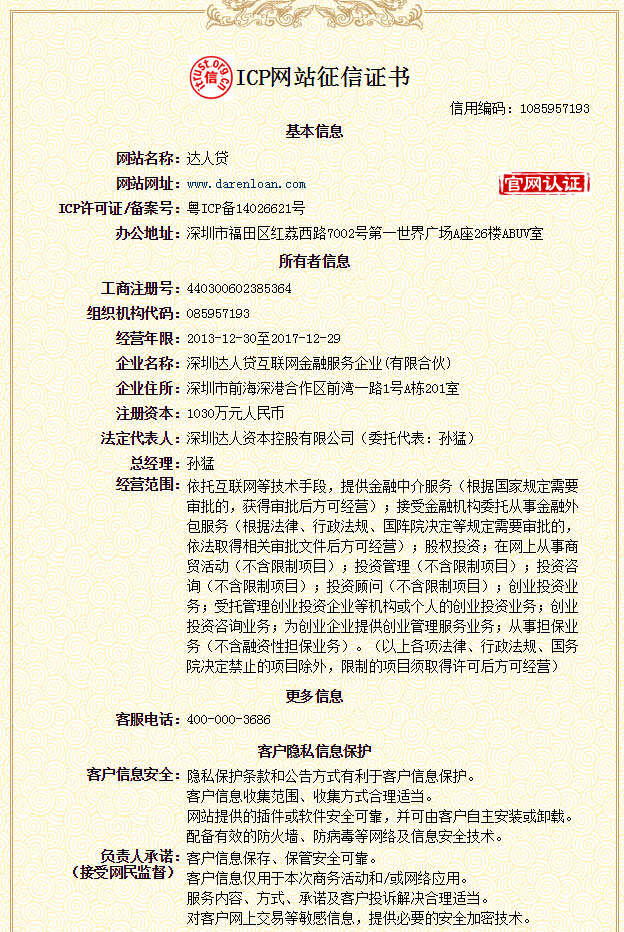 itrust.org.cn
信
ICP网站征信证书
信用编码：1085957193
基本信息
网站名称：达人贷
网站网址：www.darenloan.com
官网认证
ICP许可证/备案号：粤ICP备14026621号
办公地址：深圳市福田区红荔西路7002号第一世界广场A座26楼ABUV室
所有者信息
工商注册号：440300602385364
组织机构代码：085957193
经营年限：2013-12-30至2017-12-29
企业名称：深圳达人贷互联网金融服务企业(有限合伙)
企业住所：深圳市前海深港合作区前湾一路1号A栋201室
注册资本：1030万元人民币
法定代表人：深圳达人资本控股有限公司（委托代表：孙猛）
总经理：孙猛
经营范围：依托互联网等技术手段，提供金融中介服务（根据国家规定需要
审批的，获得审批后方可经营）；接受金融机构委托从事金融外
包服务（根据法律、行政法规、国阵院决定等规定需要审批的，
依法取得相关审批文件后方可经营）；股权投资；在网上从事商
贸活动（不含限制项目）；投资管理（不含限制项目）；投资咨
询（不含限制项目）；投资顾问（不含限制项目）；创业投资业
务；受托管理创业投资企业等机构或个人的创业投资业务；创业
投资咨询业务；为创业企业提供创业管理服务业务；从事担保业
务（不含融资性担保业务）。（以上各项法律、行政法规、国务
院决定禁止的项目除外，限制的项目须取得许可后方可经营）
更多信息
客服电话：400-000-3686
客户隐私信息保护
客户信息安全：隐私保护条款和公告方式有利于客户信息保护。
客户信息收集范围、收集方式合理适当。
网站提供的插件或软件安全可靠，并可由客户自主安装或卸载。
配备有效的防火墙、防病毒等网络及信息安全技术。
负责人承诺：客户信息保存、保管安全可靠。
（接受网民监督）
客户信息仅用于本次商务活动和/或网络应用。
服务内容、方式、承诺及客户投诉解决合理适当。
对客户网上交易等敏感信息，提供必要的安全加密技术。